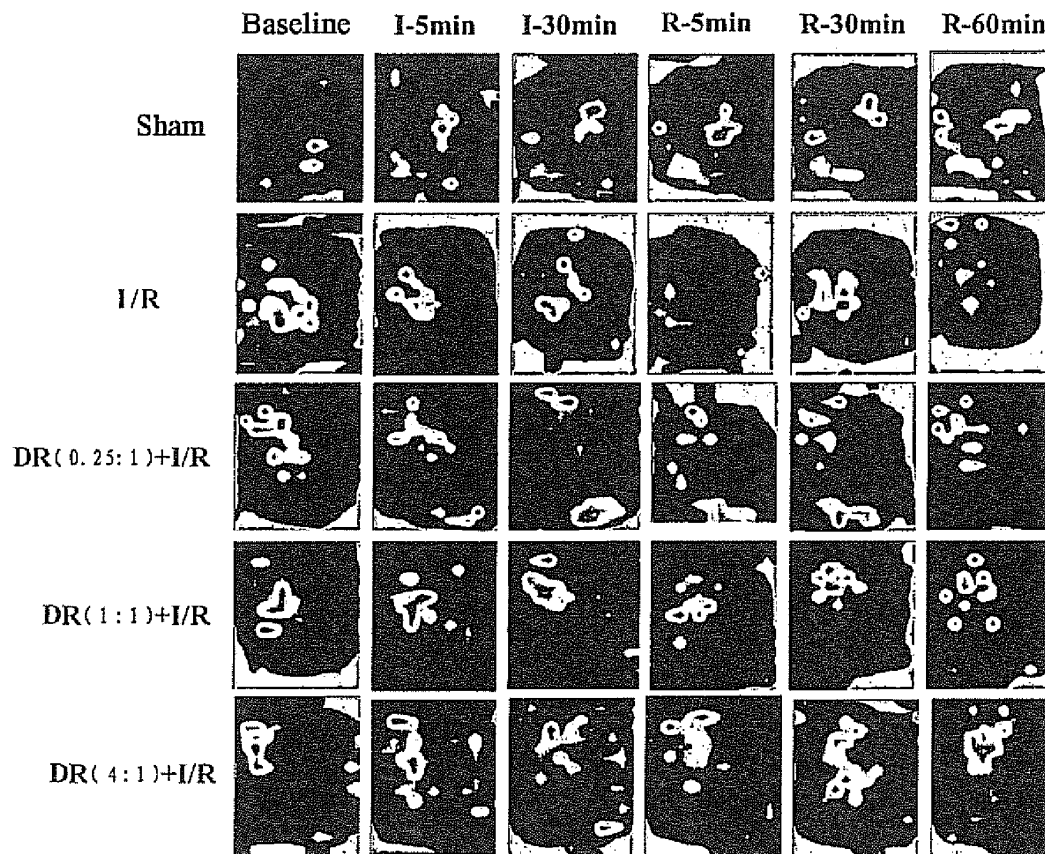 Baseline I-5min I-30min R-5min R-30min R-60min
Sham
I/R
DR(0.25:1)+I/R
DR(1:1)+I/R
DR(4:1)+I/R